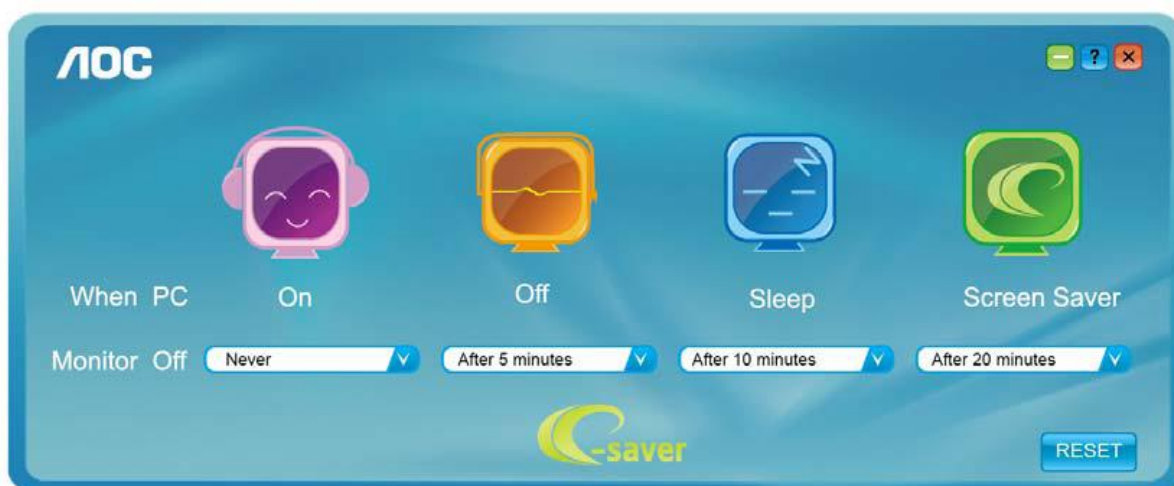 AOC
?
When PC On Off Sleep Screen Saver
Monitor Off Never After 5 minutes After 10 minutes After 20 minutes
e-saver
RESET